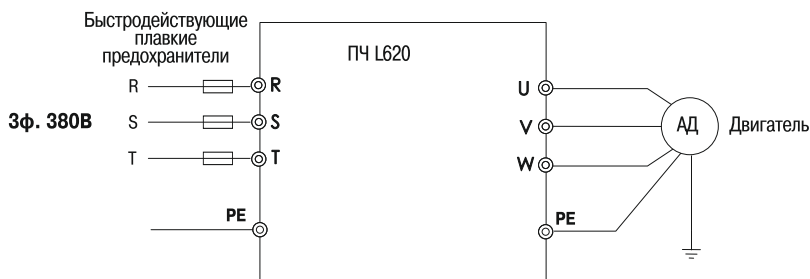 Быстродействующие
плавкие
предохранители
ПЧ L620
R R U
3ф. 380В S S V АД Двигатель
T T W
PE PE